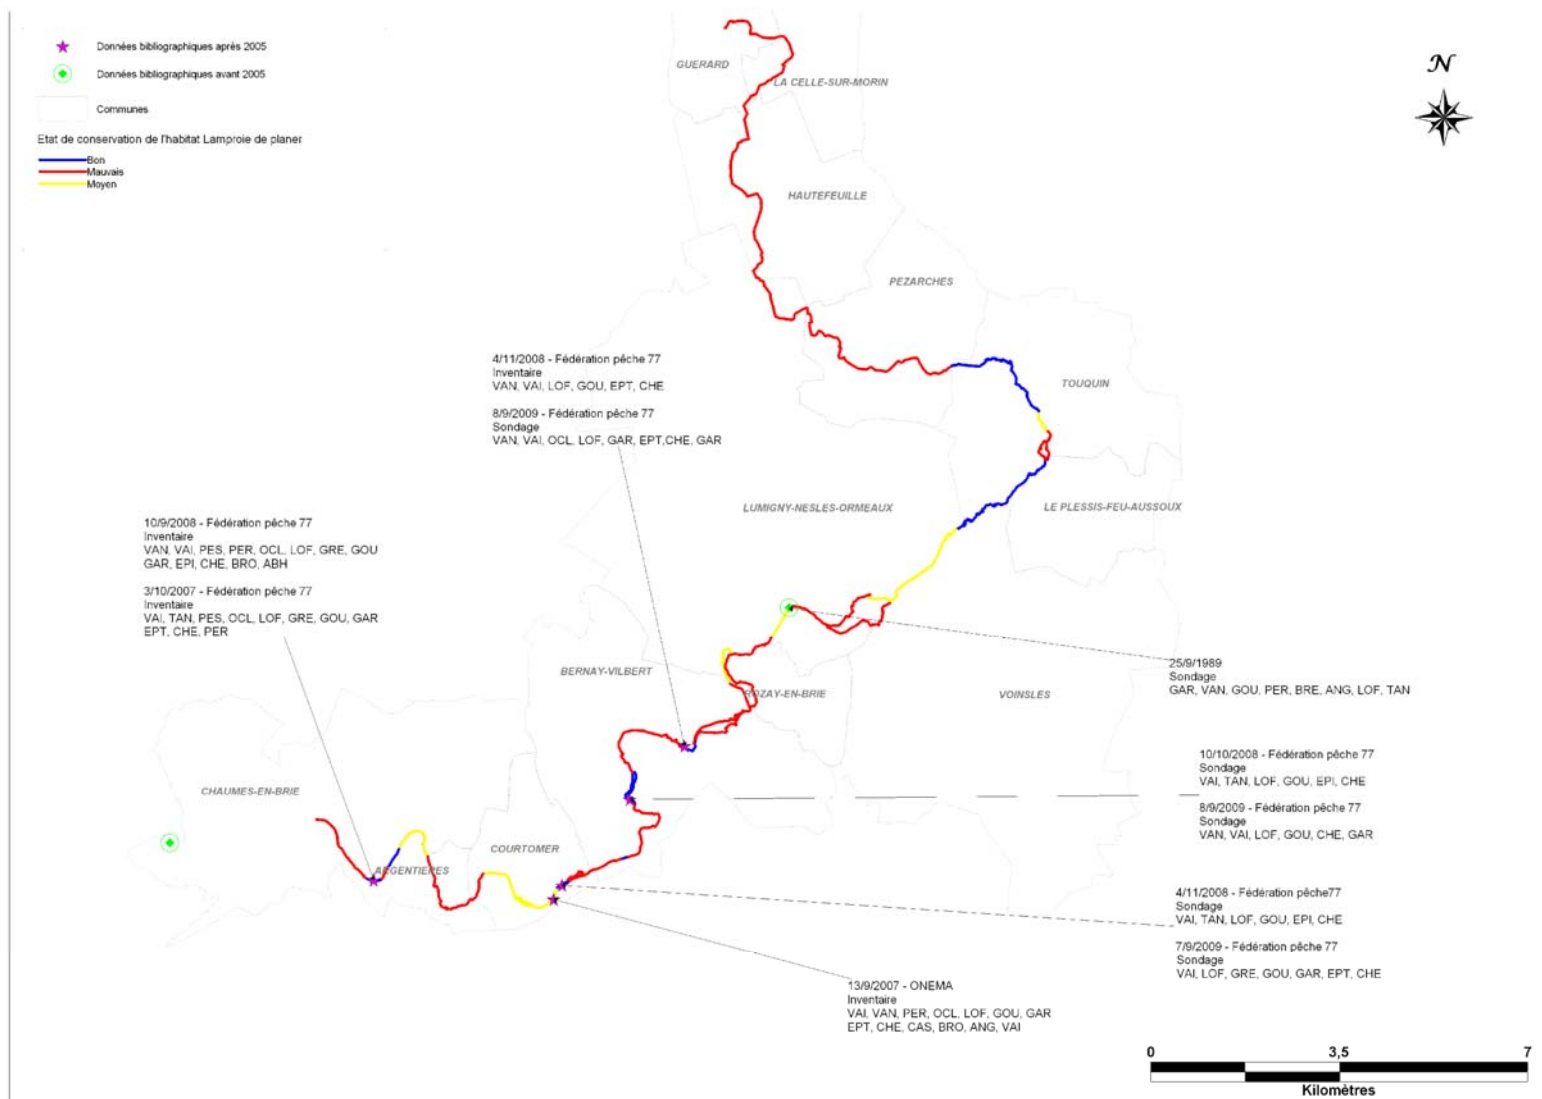 Données bibliographiques après 2005
Données bibliographiques avant 2005
Communes
Etat de conservation de l'habitat Lamproie de planer
Bon
Mauvais
Moyen
N
GUERARD
LA CELLE-SUR-MORIN
HAUTEFEUILLE
PEZARCHES
TOUQUIN
4/11/2008 - Fédération pêche 77
Inventaire
VAN, VAI, LOF, GOU, EPT, CHE
8/9/2009 - Fédération pêche 77
Sondage
VAN, VAI, OCL, LOF, GAR, EPT,CHE, GAR
LUMIGNY-NESLES-ORMEAUX
LE PLESSIS-FEU-AUSSOUX
10/9/2008 - Fédération pêche 77
Inventaire
VAN, VAI, PES, PER, OCL, LOF, GRE, GOU
GAR, EPI, CHE, BRO, ABH
3/10/2007 - Fédération pêche 77
Inventaire
VAI, TAN, PES, OCL, LOF, GRE, GOU, GAR
EPT, CHE, PER
BERNAY-VILBERT
ROZAY-EN-BRIE
VOINSLES
25/9/1989
Sondage
GAR, VAN, GOU, PER, BRE, ANG, LOF, TAN
10/10/2008 - Fédération pêche 77
Sondage
VAI, TAN, LOF, GOU, EPI, CHE
8/9/2009 - Fédération pêche 77
Sondage
VAN, VAI, LOF, GOU, CHE, GAR
CHAUMES-EN-BRIE
COURTOMER
ARGENTIERES
4/11/2008 - Fédération pêche77
Sondage
VAI, TAN, LOF, GOU, EPI, CHE
7/9/2009 - Fédération pêche 77
Sondage
VAI, LOF, GRE, GOU, GAR, EPT, CHE
13/9/2007 - ONEMA
Inventaire
VAI, VAN, PER, OCL, LOF, GOU, GAR
EPT, CHE, CAS, BRO, ANG, VAI
0 3,5 7
Kilomètres